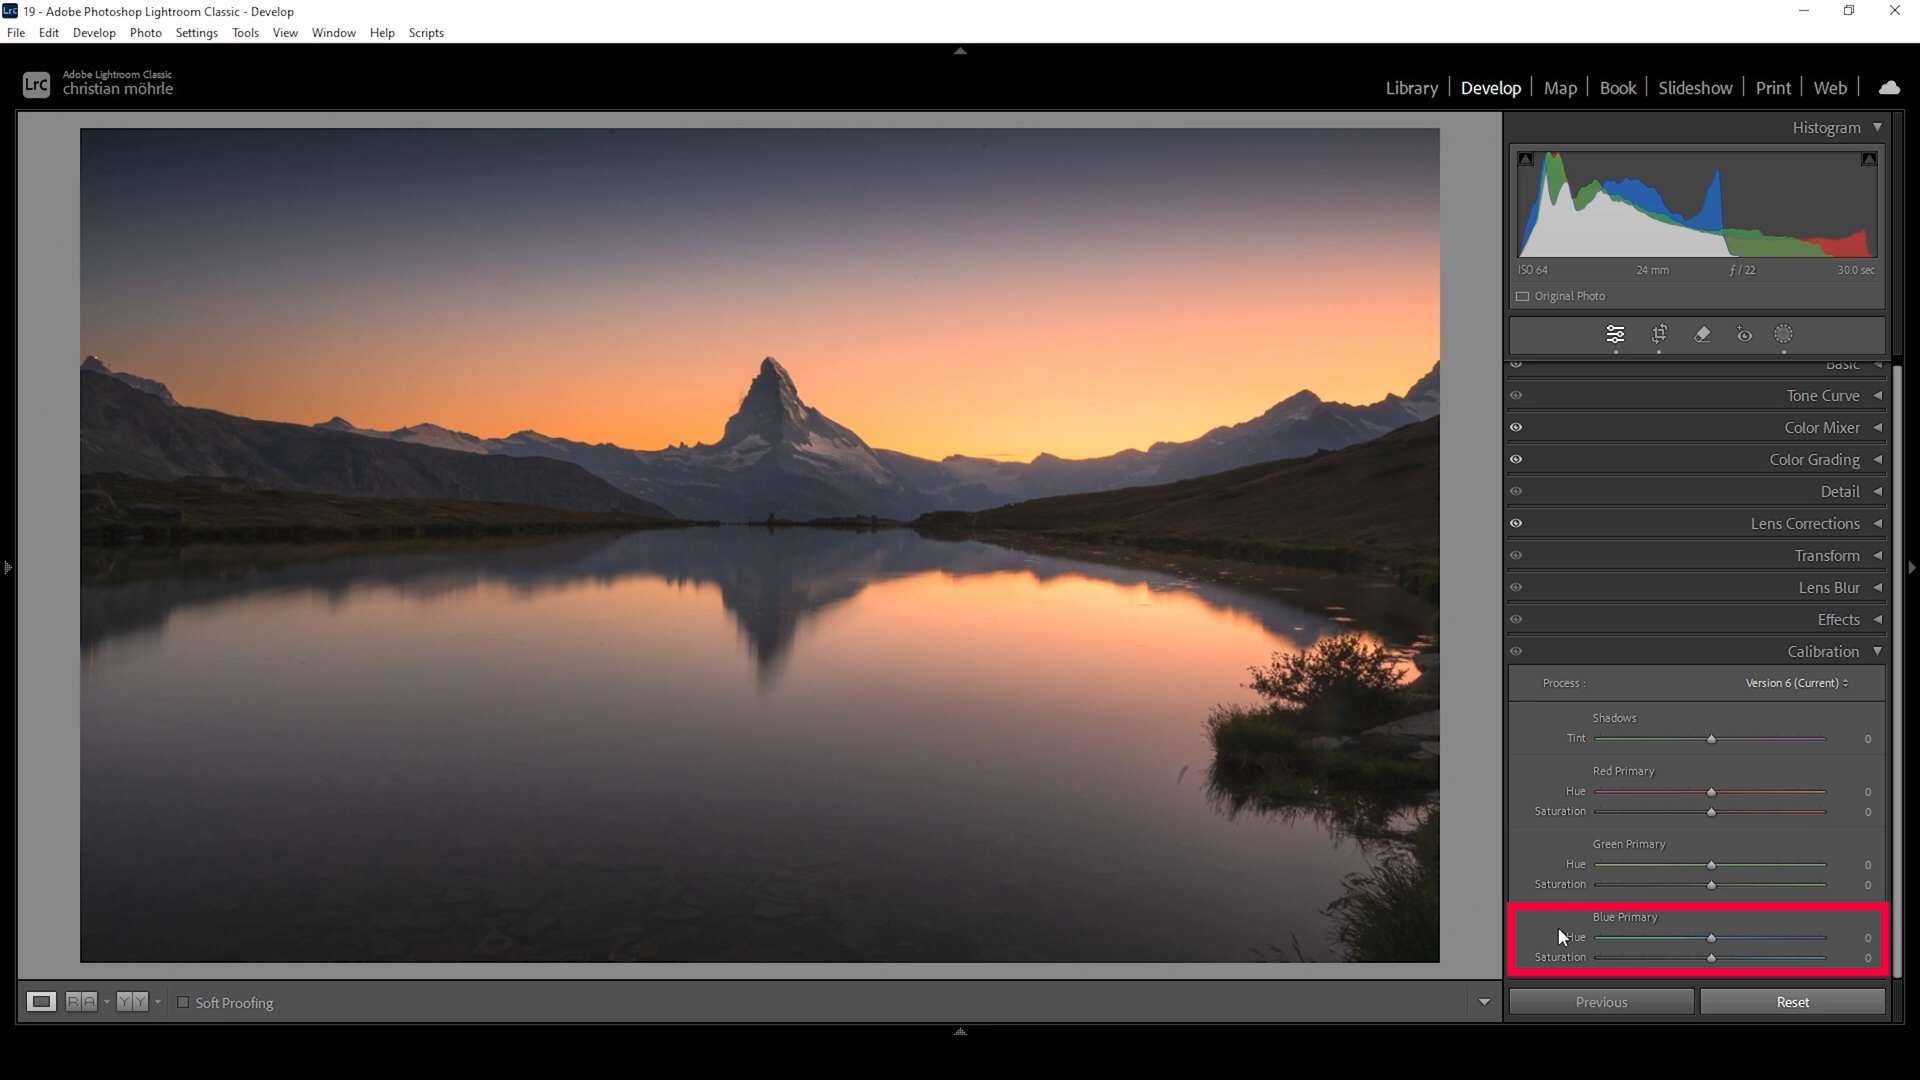 Lrc 19 - Adobe Photoshop Lightroom Classic - Develop
File Edit Develop Photo Settings Tools View Window Help Scripts
LrC
Adobe Lightroom Classic
christian möhrle
Library Develop Map Book Slideshow Print Web
Histogram
ISO 64 24 mm ƒ / 22 30.0 sec
Original Photo
Basic
Tone Curve
Color Mixer
Color Grading
Detail
Lens Corrections
Transform
Lens Blur
Effects
Calibration
Process : Version 6 (Current)
Shadows
Tint 0
Red Primary
Hue 0
Saturation 0
Green Primary
Hue 0
Saturation 0
Blue Primary
Hue 0
Saturation 0
R A Y Y Soft Proofing
Previous Reset